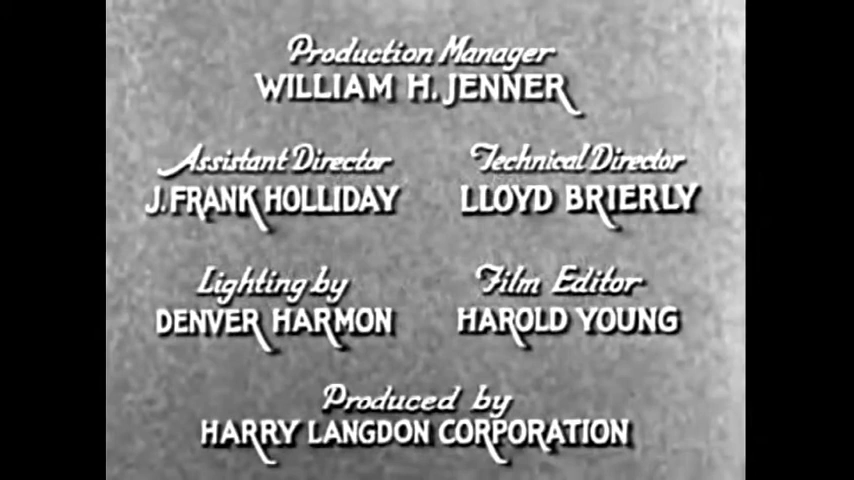 Production Manager
WILLIAM H. JENNER
Assistant Director
J. FRANK HOLLIDAY
Technical Director
LLOYD BRIERLY
Lighting by
DENVER HARMON
Film Editor
HAROLD YOUNG
Produced by
HARRY LANGDON CORPORATION